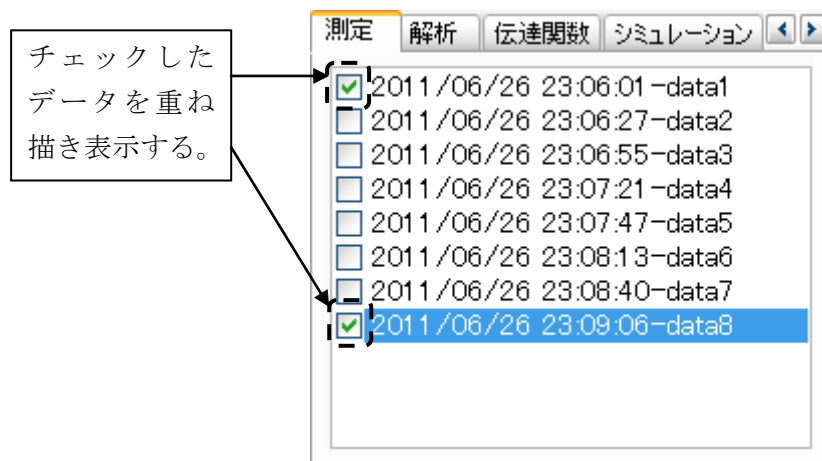 チェックした
データを重ね
描き表示する。
測定 解析 伝達関数 シミュレーション
2011/06/26 23:06:01-data1
2011/06/26 23:06:27-data2
2011/06/26 23:06:55-data3
2011/06/26 23:07:21-data4
2011/06/26 23:07:47-data5
2011/06/26 23:08:13-data6
2011/06/26 23:08:40-data7
2011/06/26 23:09:06-data8